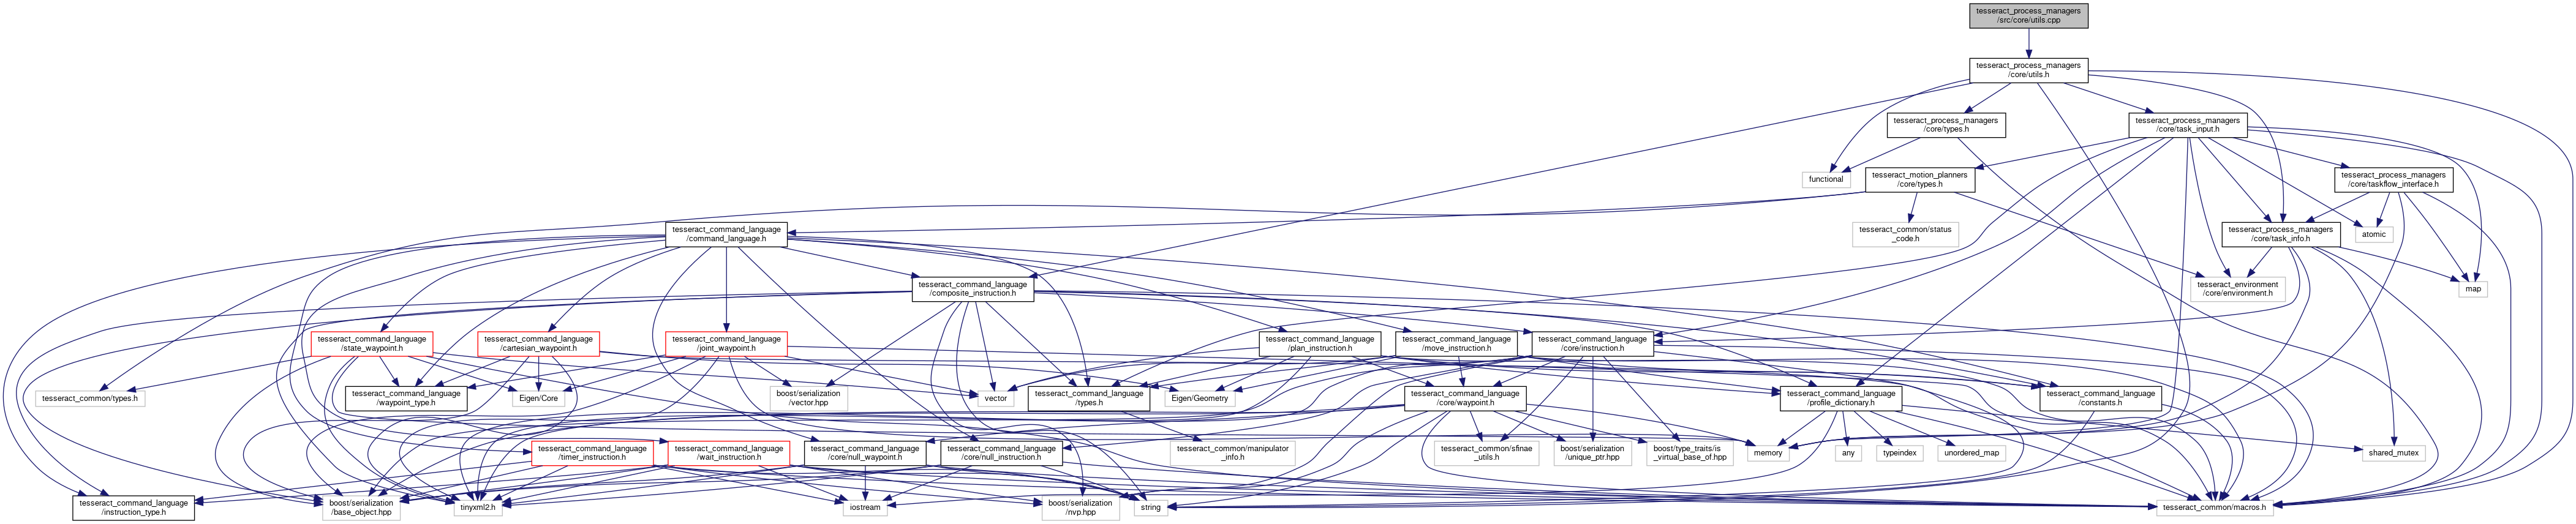 tesseract_process_managers
/src/core/utils.cpp
tesseract_process_managers
/core/utils.h
tesseract_process_managers
/core/types.h
tesseract_process_managers
/core/task_input.h
functional
tesseract_motion_planners
/core/types.h
tesseract_process_managers
/core/taskflow_interface.h
tesseract_command_language
/command_language.h
tesseract_common/status
_code.h
tesseract_process_managers
/core/task_info.h
atomic
tesseract_command_language
/composite_instruction.h
tesseract_environment
/core/environment.h
map
tesseract_command_language
/state_waypoint.h
tesseract_command_language
/cartesian_waypoint.h
tesseract_command_language
/joint_waypoint.h
tesseract_command_language
/plan_instruction.h
tesseract_command_language
/move_instruction.h
tesseract_command_language
/core/instruction.h
tesseract_common/types.h
tesseract_command_language
/waypoint_type.h
Eigen/Core
boost/serialization
/vector.hpp
vector
tesseract_command_language
/types.h
Eigen/Geometry
tesseract_command_language
/core/waypoint.h
tesseract_command_language
/profile_dictionary.h
tesseract_command_language
/constants.h
tesseract_command_language
/timer_instruction.h
tesseract_command_language
/wait_instruction.h
tesseract_command_language
/core/null_waypoint.h
tesseract_command_language
/core/null_instruction.h
tesseract_common/manipulator
_info.h
tesseract_common/sfinae
_utils.h
boost/serialization
/unique_ptr.hpp
boost/type_traits/is
_virtual_base_of.hpp
memory
any
typeindex
unordered_map
shared_mutex
tesseract_command_language
/instruction_type.h
boost/serialization
/base_object.hpp
tinyxml2.h
iostream
boost/serialization
/nvp.hpp
string
tesseract_common/macros.h